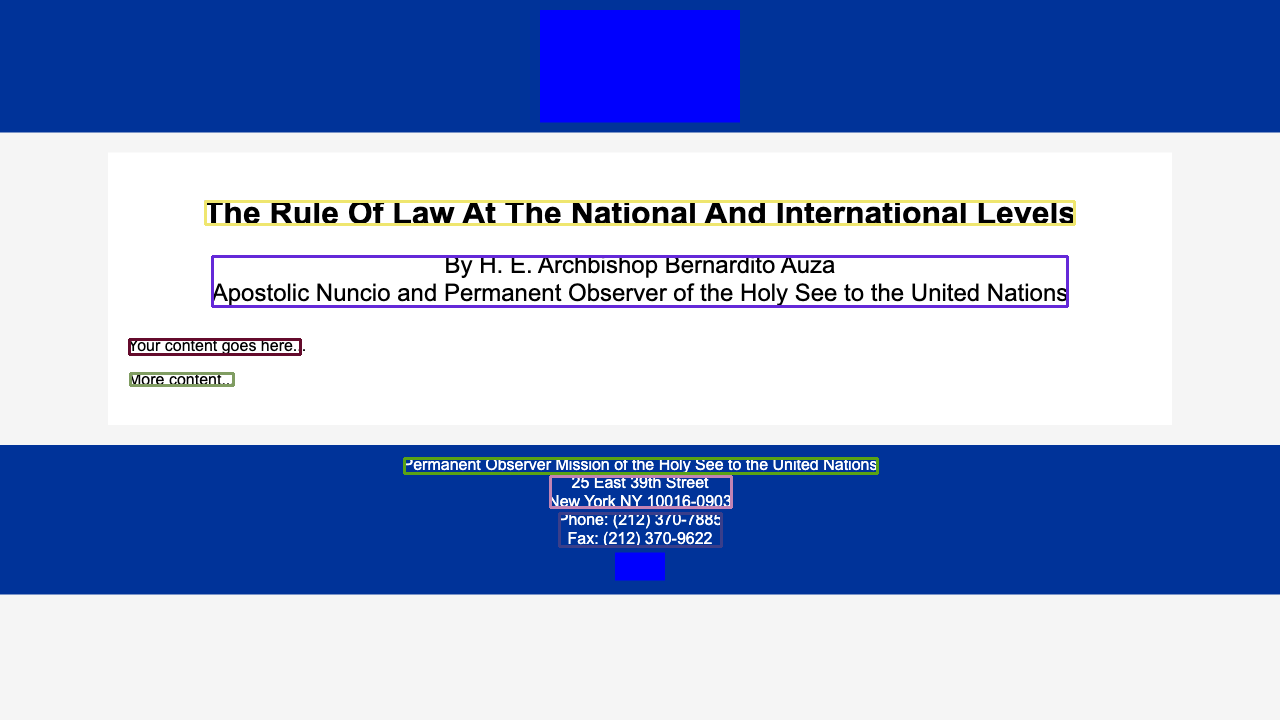 The Rule Of Law At The National And International Levels
By H. E. Archbishop Bernardito Auza
Apostolic Nuncio and Permanent Observer of the Holy See to the United Nations
Your content goes here...
More content...
Permanent Observer Mission of the Holy See to the United Nations
25 East 39th Street
New York NY 10016-0903
Phone: (212) 370-7885
Fax: (212) 370-9622